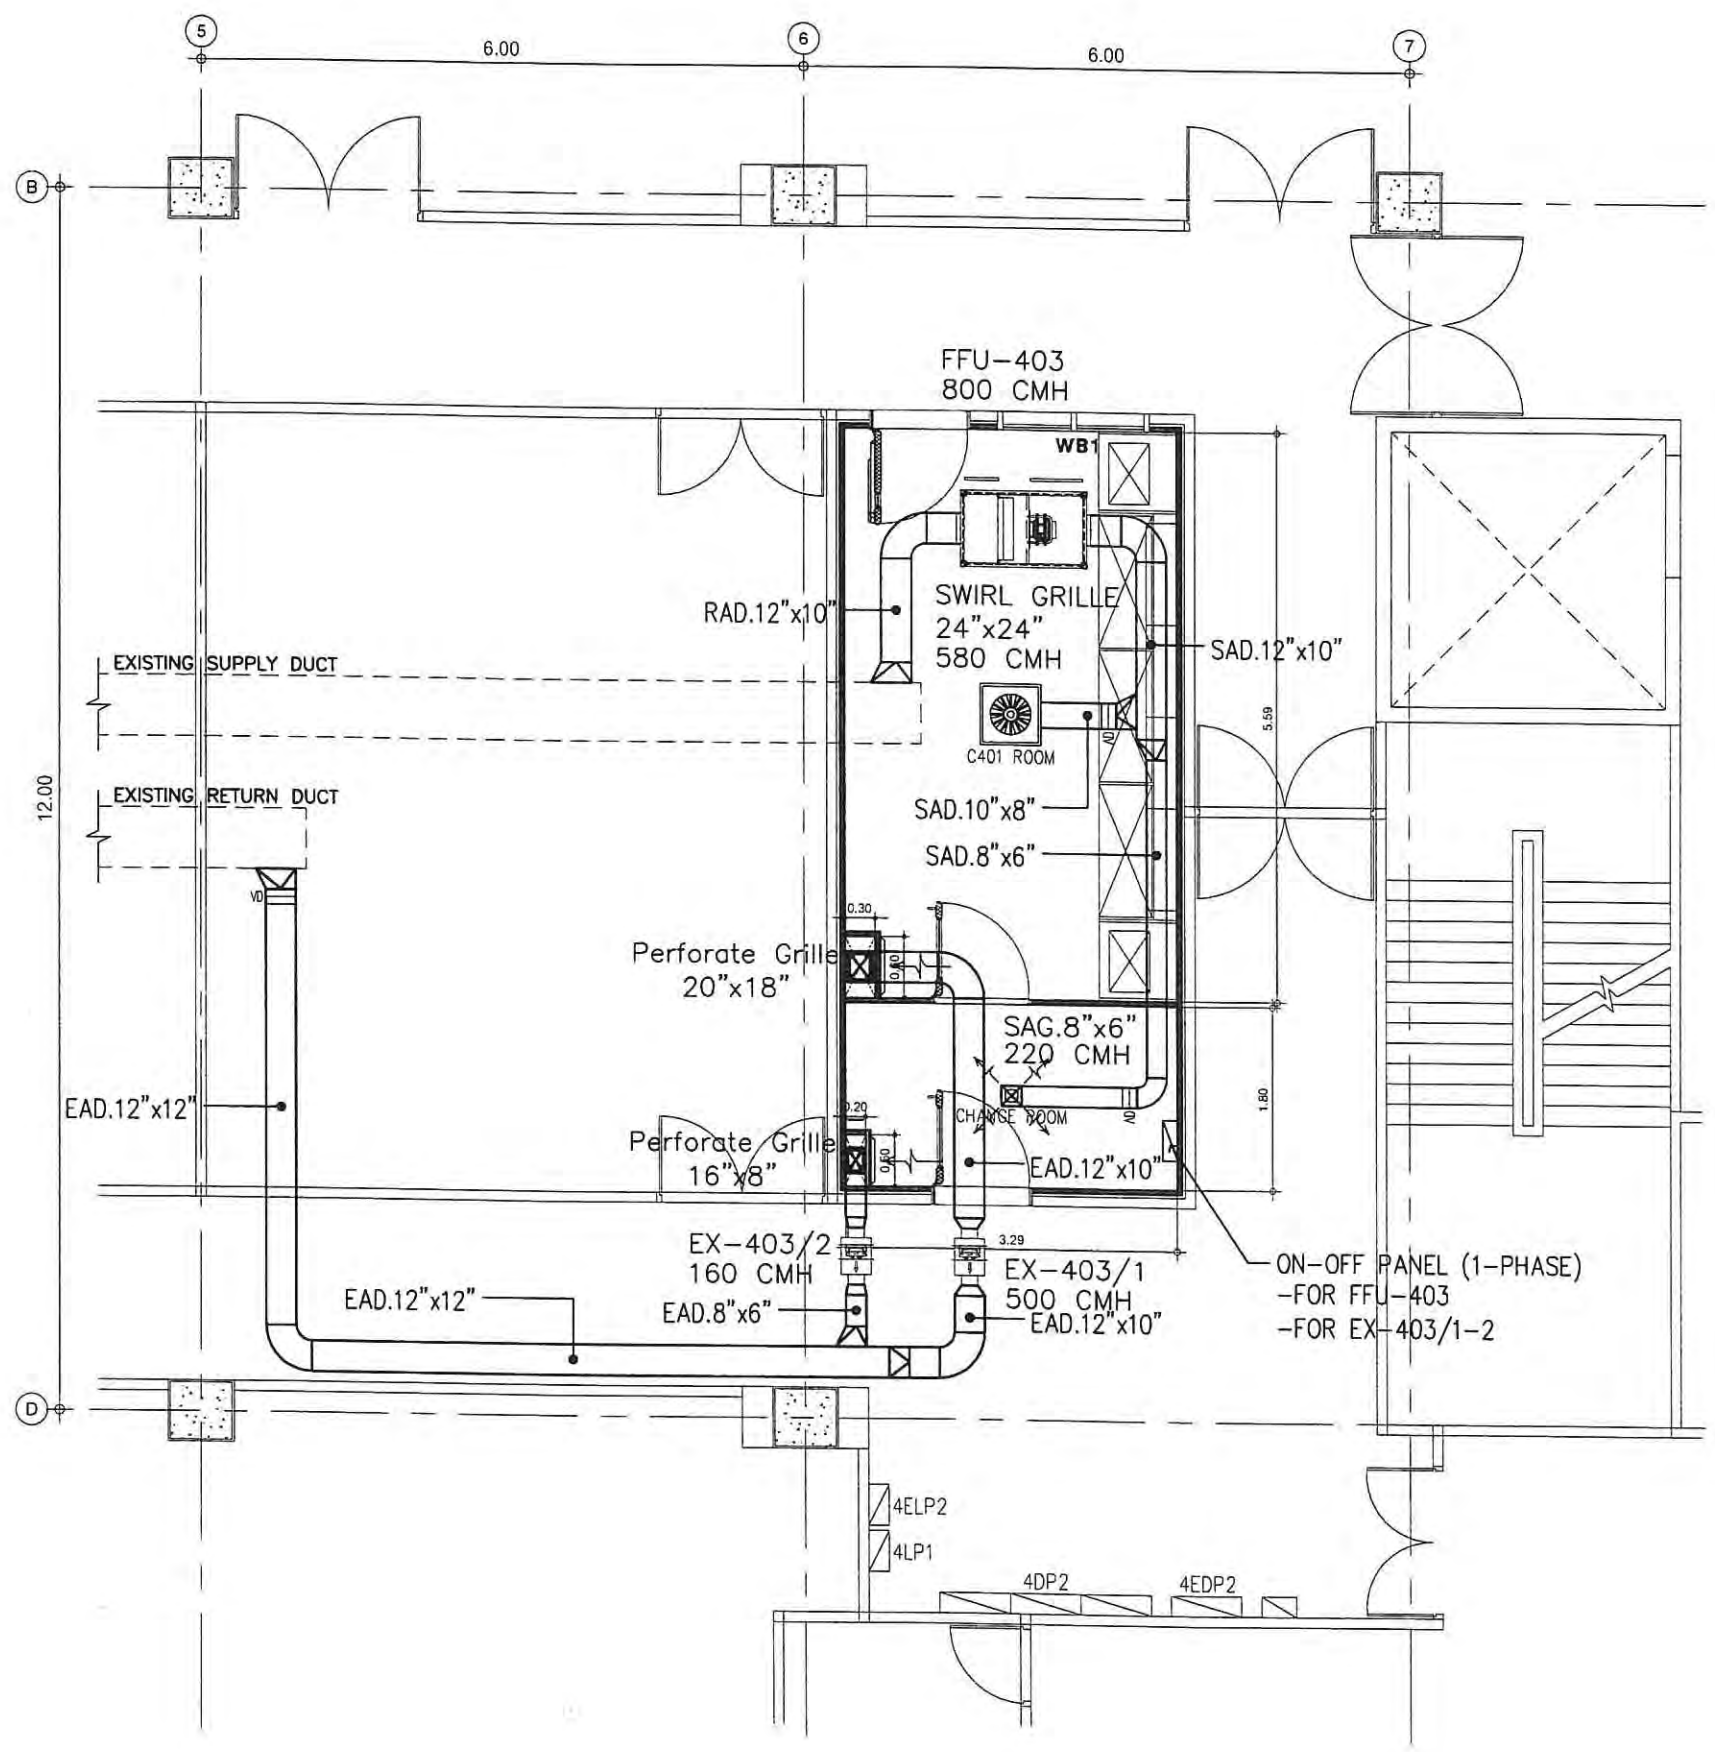 5
6.00
6
6.00
7
B
FFU-403
800 CMH
WB1
RAD.12"x10"
SWIRL GRILLE
24"x24"
580 CMH
SAD.12"x10"
EXISTING SUPPLY DUCT
5.59
VD
C401 ROOM
12.00
EXISTING RETURN DUCT
SAD.10"x8"
SAD.8"x6"
VD
0.30
0.60
Perforate Grille
20"x18"
SAG.8"x6"
220 CMH
EAD.12"x12"
0.20
CHANGE ROOM
VD
1.80
Perforate Grille
16"x8"
0.60
EAD.12"x10"
EX-403/2
160 CMH
3.29
EX-403/1
500 CMH
ON-OFF PANEL (1-PHASE)
-FOR FFU-403
-FOR EX-403/1-2
EAD.12"x12"
EAD.8"x6"
EAD.12"x10"
D
4ELP2
4LP1
4DP2
4EDP2